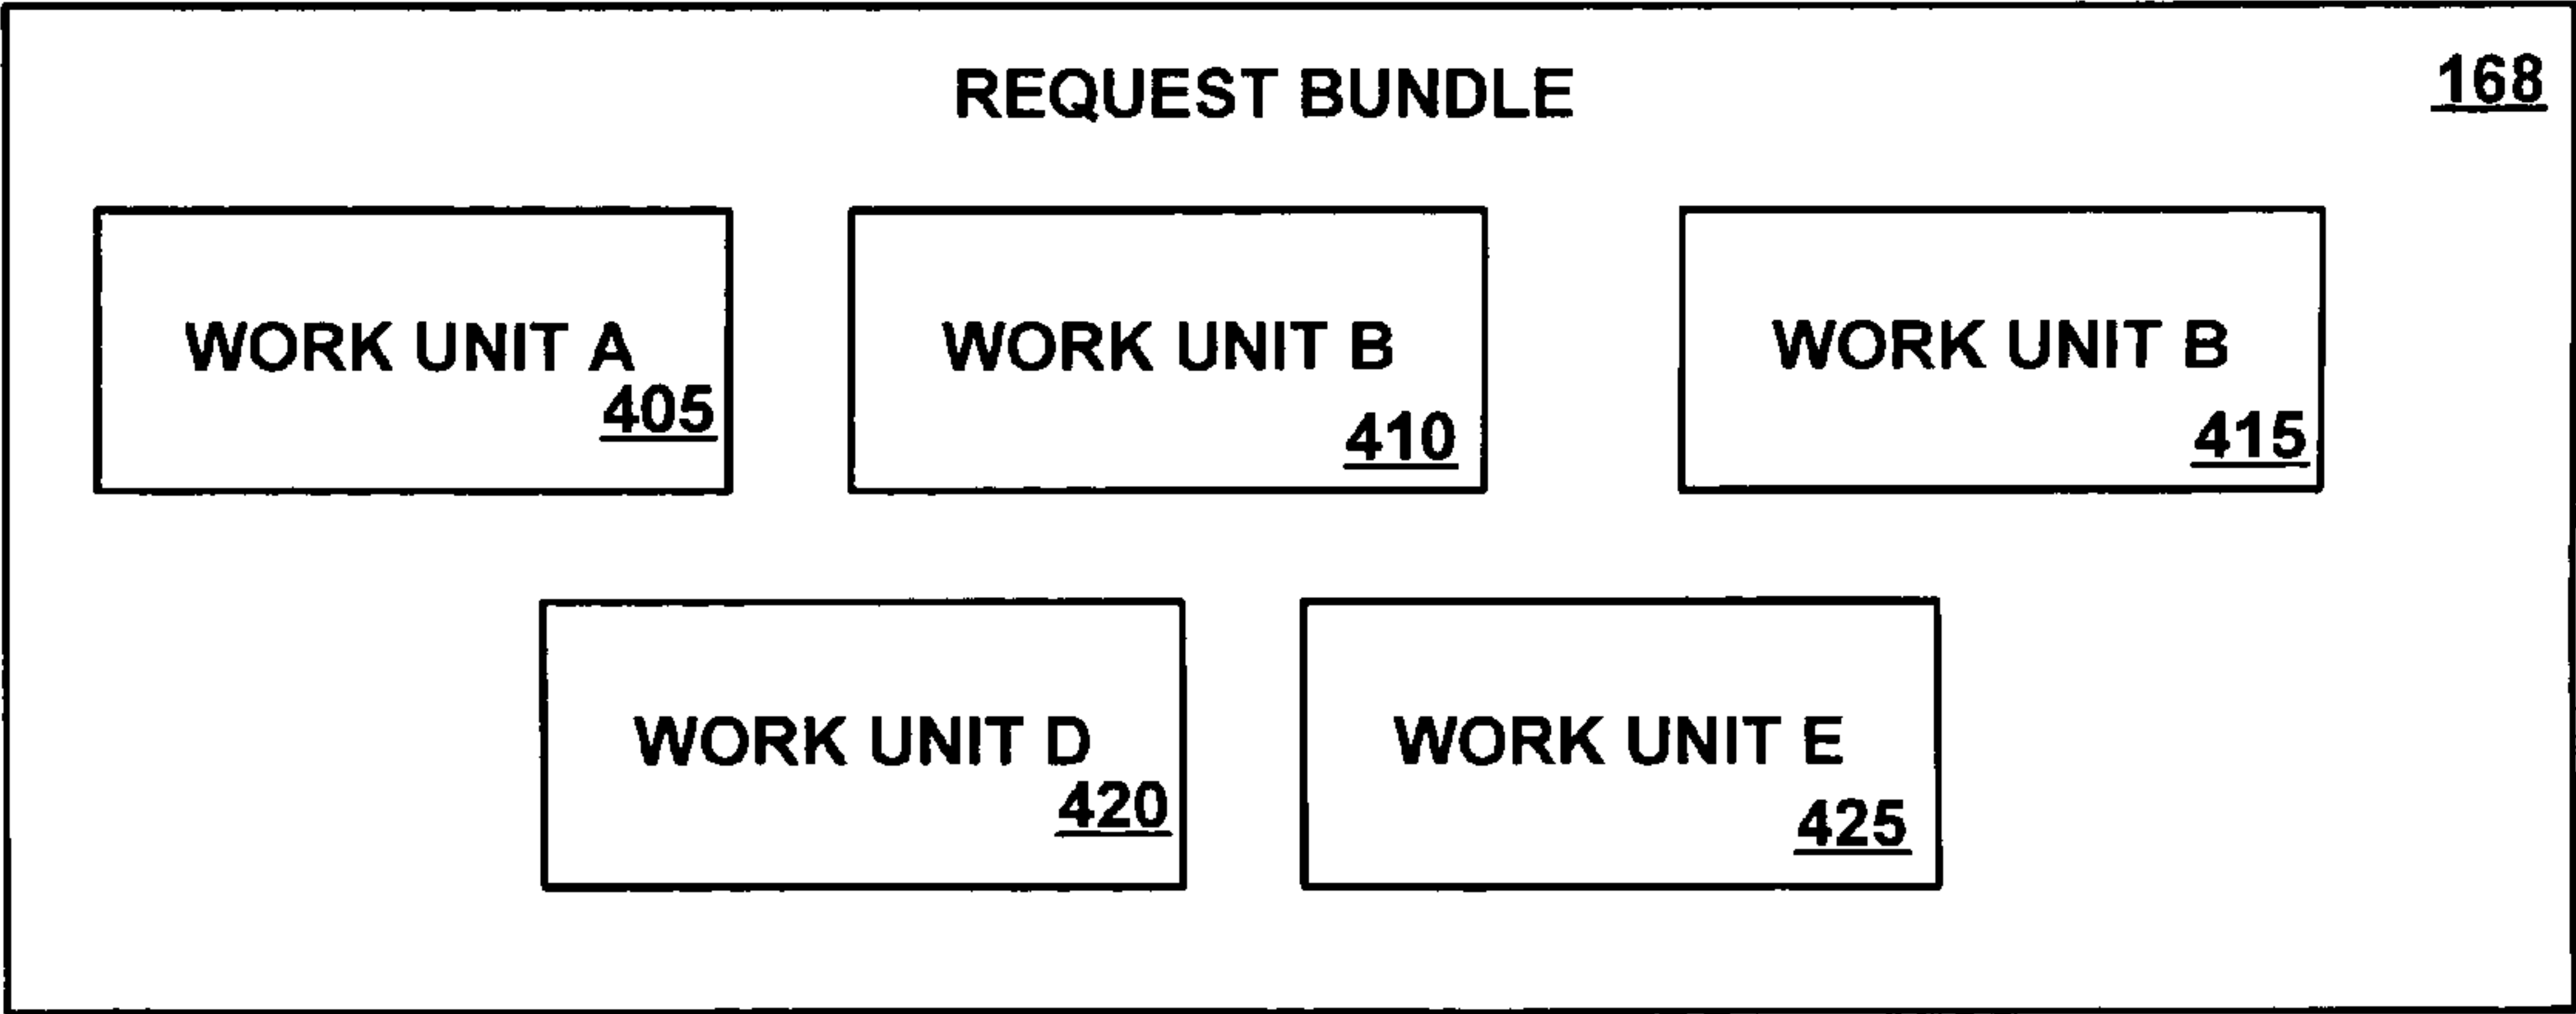 REQUEST BUNDLE 168
WORK UNIT A WORK UNIT B WORK UNIT B
405 410 415
WORK UNIT D WORK UNIT E
420 425